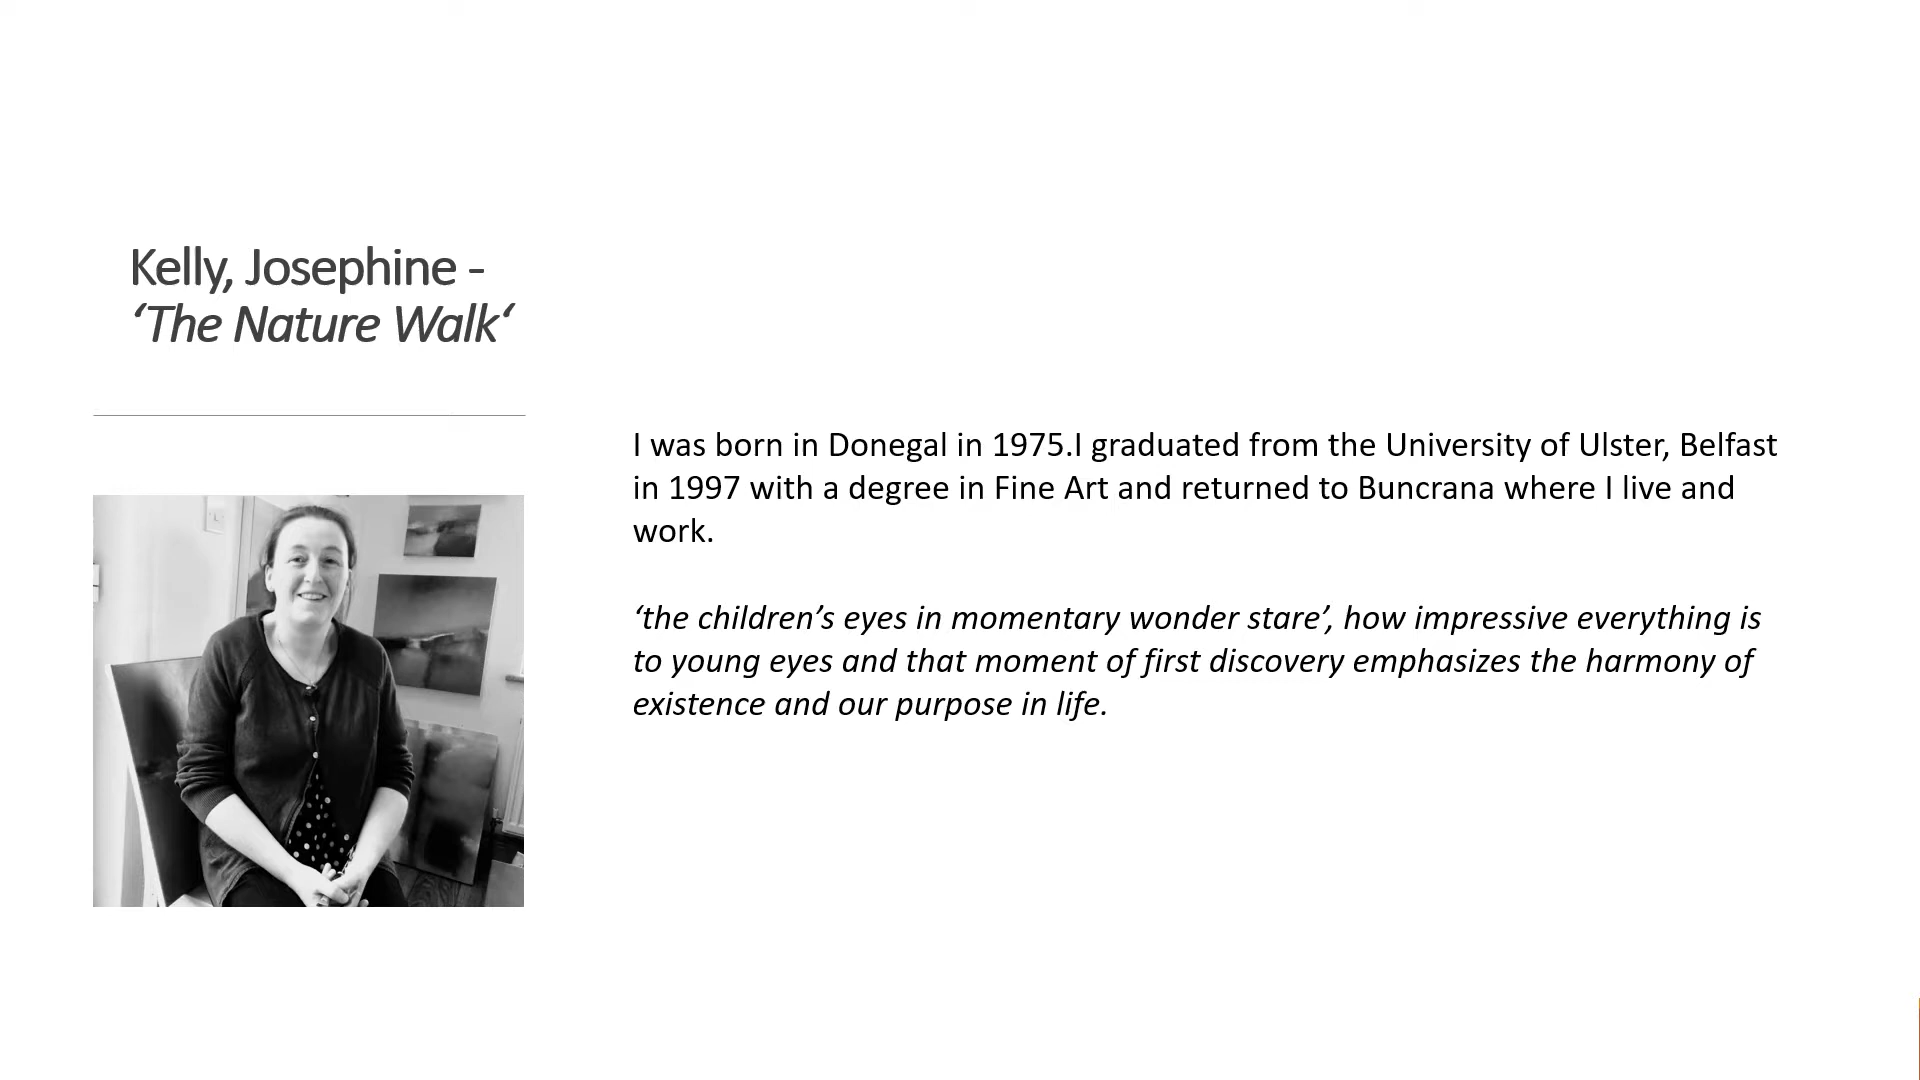 Kelly, Josephine -
‘The Nature Walk‘
I was born in Donegal in 1975.I graduated from the University of Ulster, Belfast
in 1997 with a degree in Fine Art and returned to Buncrana where I live and
work.
‘the children’s eyes in momentary wonder stare’, how impressive everything is
to young eyes and that moment of first discovery emphasizes the harmony of
existence and our purpose in life.